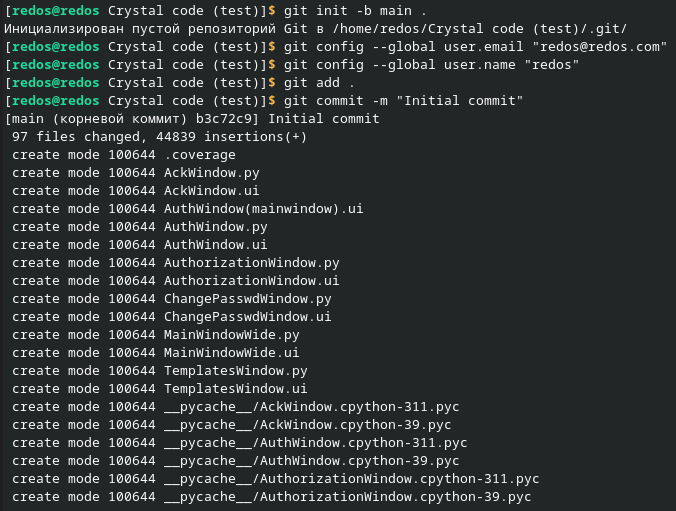 [redos@redos Crystal code (test)]$ git init -b main .
Инициализирован пустой репозиторий Git в /home/redos/Crystal code (test)/.git/
[redos@redos Crystal code (test)]$ git config --global user.email "redos@redos.com"
[redos@redos Crystal code (test)]$ git config --global user.name "redos"
[redos@redos Crystal code (test)]$ git add .
[redos@redos Crystal code (test)]$ git commit -m "Initial commit"
[main (корневой коммит) b3c72c9] Initial commit
 97 files changed, 44839 insertions(+)
 create mode 100644 .coverage
 create mode 100644 AckWindow.py
 create mode 100644 AckWindow.ui
 create mode 100644 AuthWindow(mainwindow).ui
 create mode 100644 AuthWindow.py
 create mode 100644 AuthWindow.ui
 create mode 100644 AuthorizationWindow.py
 create mode 100644 AuthorizationWindow.ui
 create mode 100644 ChangePasswdWindow.py
 create mode 100644 ChangePasswdWindow.ui
 create mode 100644 MainWindowWide.py
 create mode 100644 MainWindowWide.ui
 create mode 100644 TemplatesWindow.py
 create mode 100644 TemplatesWindow.ui
 create mode 100644 __pycache__/AckWindow.cpython-311.pyc
 create mode 100644 __pycache__/AckWindow.cpython-39.pyc
 create mode 100644 __pycache__/AuthWindow.cpython-311.pyc
 create mode 100644 __pycache__/AuthWindow.cpython-39.pyc
 create mode 100644 __pycache__/AuthorizationWindow.cpython-311.pyc
 create mode 100644 __pycache__/AuthorizationWindow.cpython-39.pyc